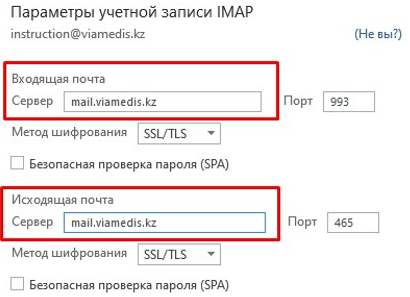 Параметры учетной записи IMAP
instruction@viamedis.kz (Не вы?)
Входящая почта
Сервер mail.viamedis.kz Порт 993
Метод шифрования SSL/TLS
Безопасная проверка пароля (SPA)
Исходящая почта
Сервер mail.viamedis.kz Порт 465
Метод шифрования SSL/TLS
Безопасная проверка пароля (SPA)